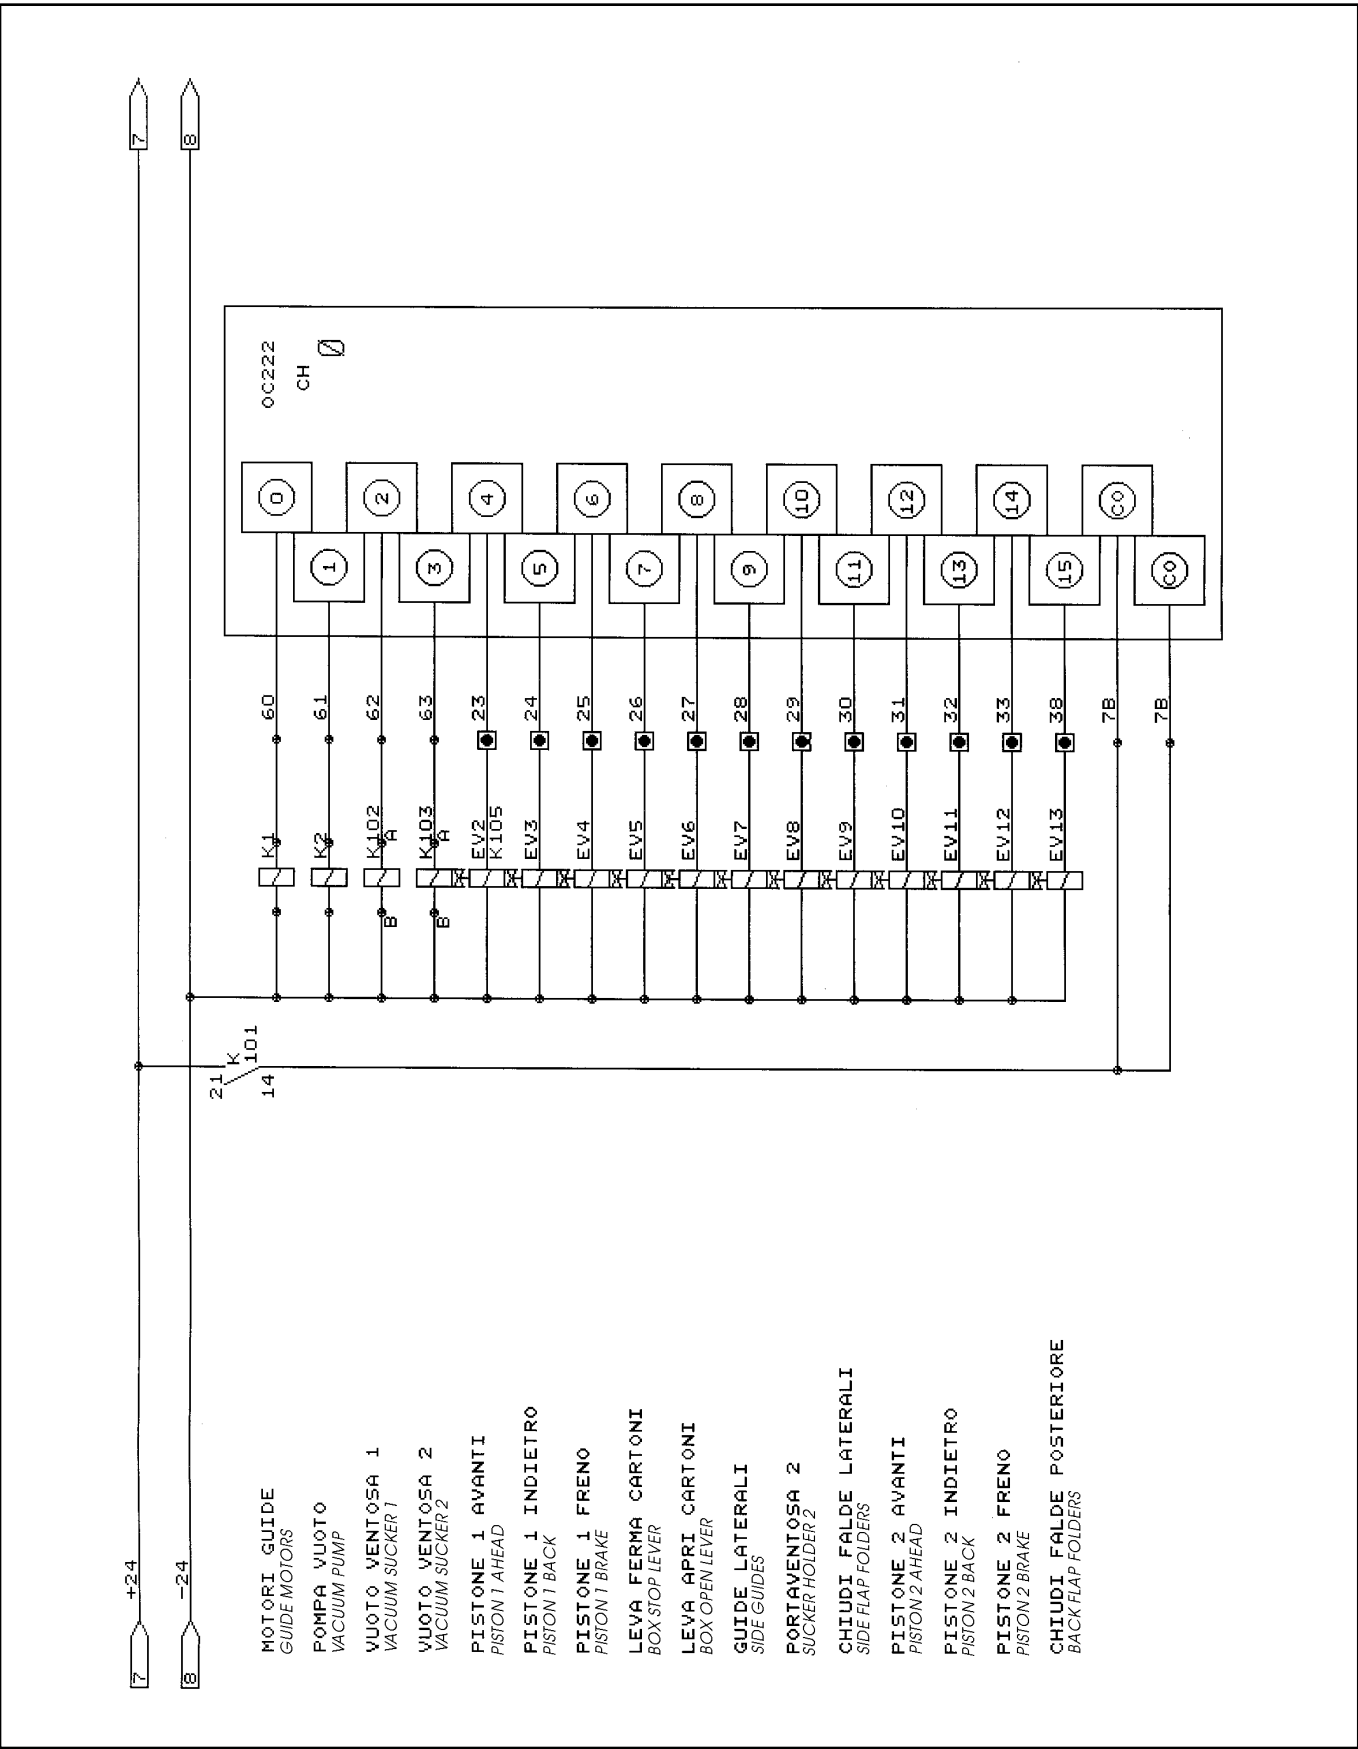 7 +24 7
8 -24 8
21 K 101
14
OC222
CH 0
MOTORI GUIDE K1 60 0
GUIDE MOTORS
POMPA VUOTO K2 61 1
VACUUM PUMP
VUOTO VENTOSA 1 B K102 A 62 2
VACUUM SUCKER 1
VUOTO VENTOSA 2 B K103 A 63 3
VACUUM SUCKER 2
PISTONE 1 AVANTI EV2 K105 23 4
PISTON 1 AHEAD
PISTONE 1 INDIETRO EV3 24 5
PISTON 1 BACK
PISTONE 1 FRENO EV4 25 6
PISTON 1 BRAKE
LEVA FERMA CARTONI EV5 26 7
BOX STOP LEVER
LEVA APRI CARTONI EV6 27 8
BOX OPEN LEVER
GUIDE LATERALI EV7 28 9
SIDE GUIDES
PORTAVENTOSA 2 EV8 29 10
SUCKER HOLDER 2
CHIUDI FALDE LATERALI EV9 30 11
SIDE FLAP FOLDERS
PISTONE 2 AVANTI EV10 31 12
PISTON 2 AHEAD
PISTONE 2 INDIETRO EV11 32 13
PISTON 2 BACK
PISTONE 2 FRENO EV12 33 14
PISTON 2 BRAKE
CHIUDI FALDE POSTERIORE EV13 38 15
BACK FLAP FOLDERS
7B CO
7B CO